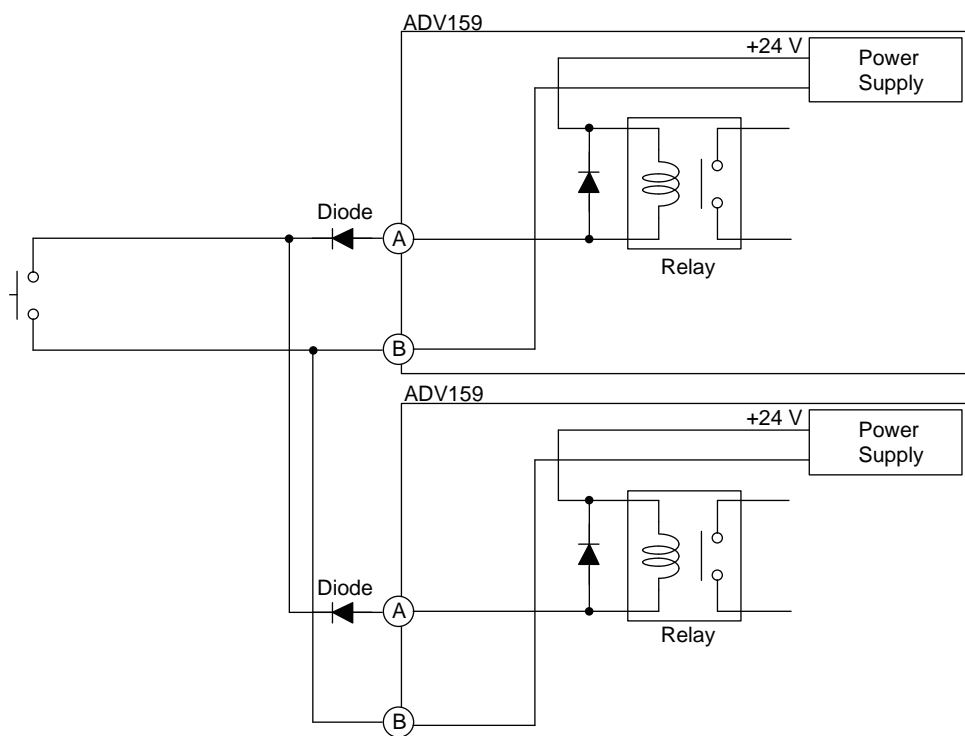 ADV159
+24 V
Power
Supply
Diode
A
Relay
B
ADV159
+24 V
Power
Supply
Diode
A
Relay
B